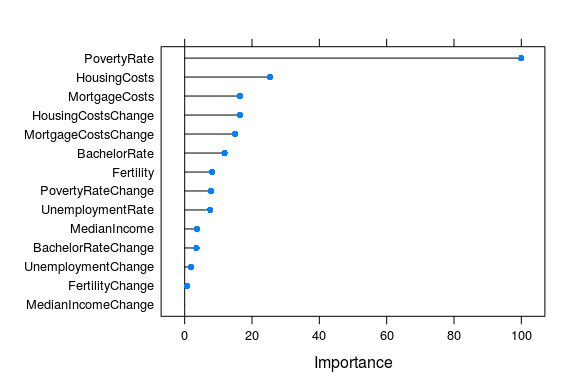 PovertyRate
HousingCosts
MortgageCosts
HousingCostsChange
MortgageCostsChange
BachelorRate
Fertility
PovertyRateChange
UnemploymentRate
MedianIncome
BachelorRateChange
UnemploymentChange
FertilityChange
MedianIncomeChange
0 20 40 60 80 100
Importance